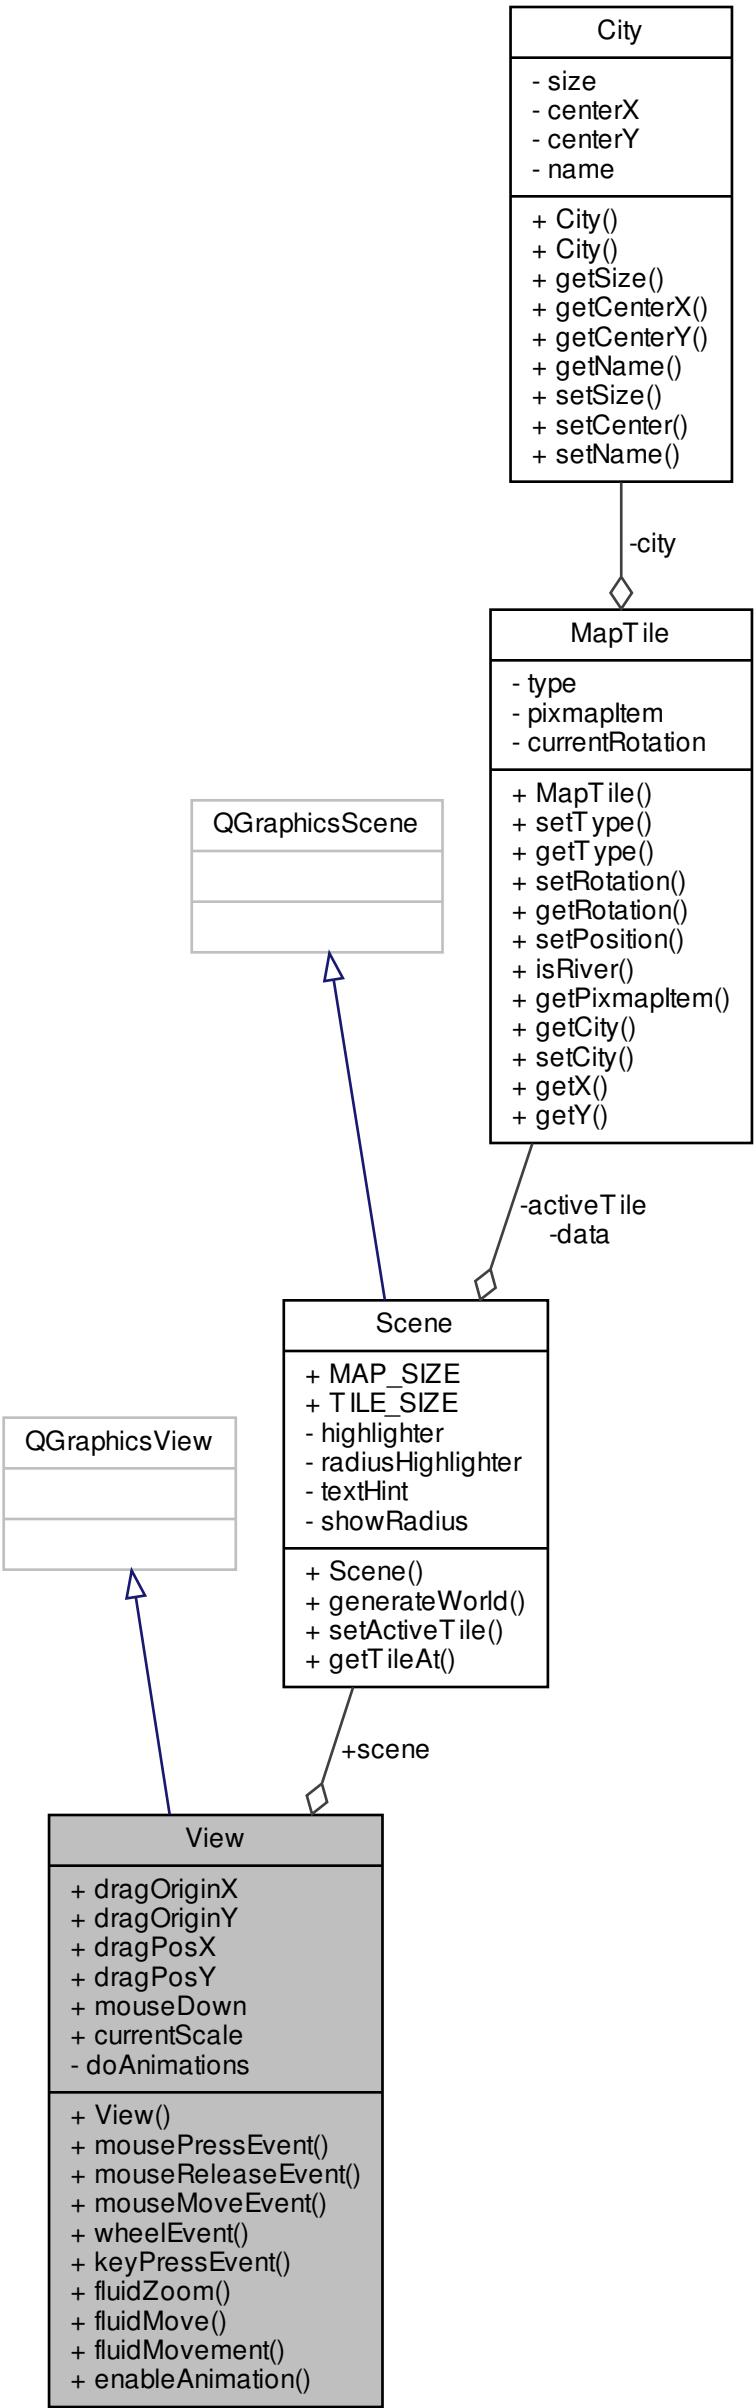 City
- size
- centerX
- centerY
- name
+ City()
+ City()
+ getSize()
+ getCenterX()
+ getCenterY()
+ getName()
+ setSize()
+ setCenter()
+ setName()
-city
MapTile
- type
- pixmapItem
- currentRotation
+ MapTile()
+ setType()
+ getType()
+ setRotation()
+ getRotation()
+ setPosition()
+ isRiver()
+ getPixmapItem()
+ getCity()
+ setCity()
+ getX()
+ getY()
QGraphicsScene
-activeTile
-data
Scene
+ MAP_SIZE
+ TILE_SIZE
- highlighter
- radiusHighlighter
- textHint
- showRadius
+ Scene()
+ generateWorld()
+ setActiveTile()
+ getTileAt()
QGraphicsView
+scene
View
+ dragOriginX
+ dragOriginY
+ dragPosX
+ dragPosY
+ mouseDown
+ currentScale
- doAnimations
+ View()
+ mousePressEvent()
+ mouseReleaseEvent()
+ mouseMoveEvent()
+ wheelEvent()
+ keyPressEvent()
+ fluidZoom()
+ fluidMove()
+ fluidMovement()
+ enableAnimation()